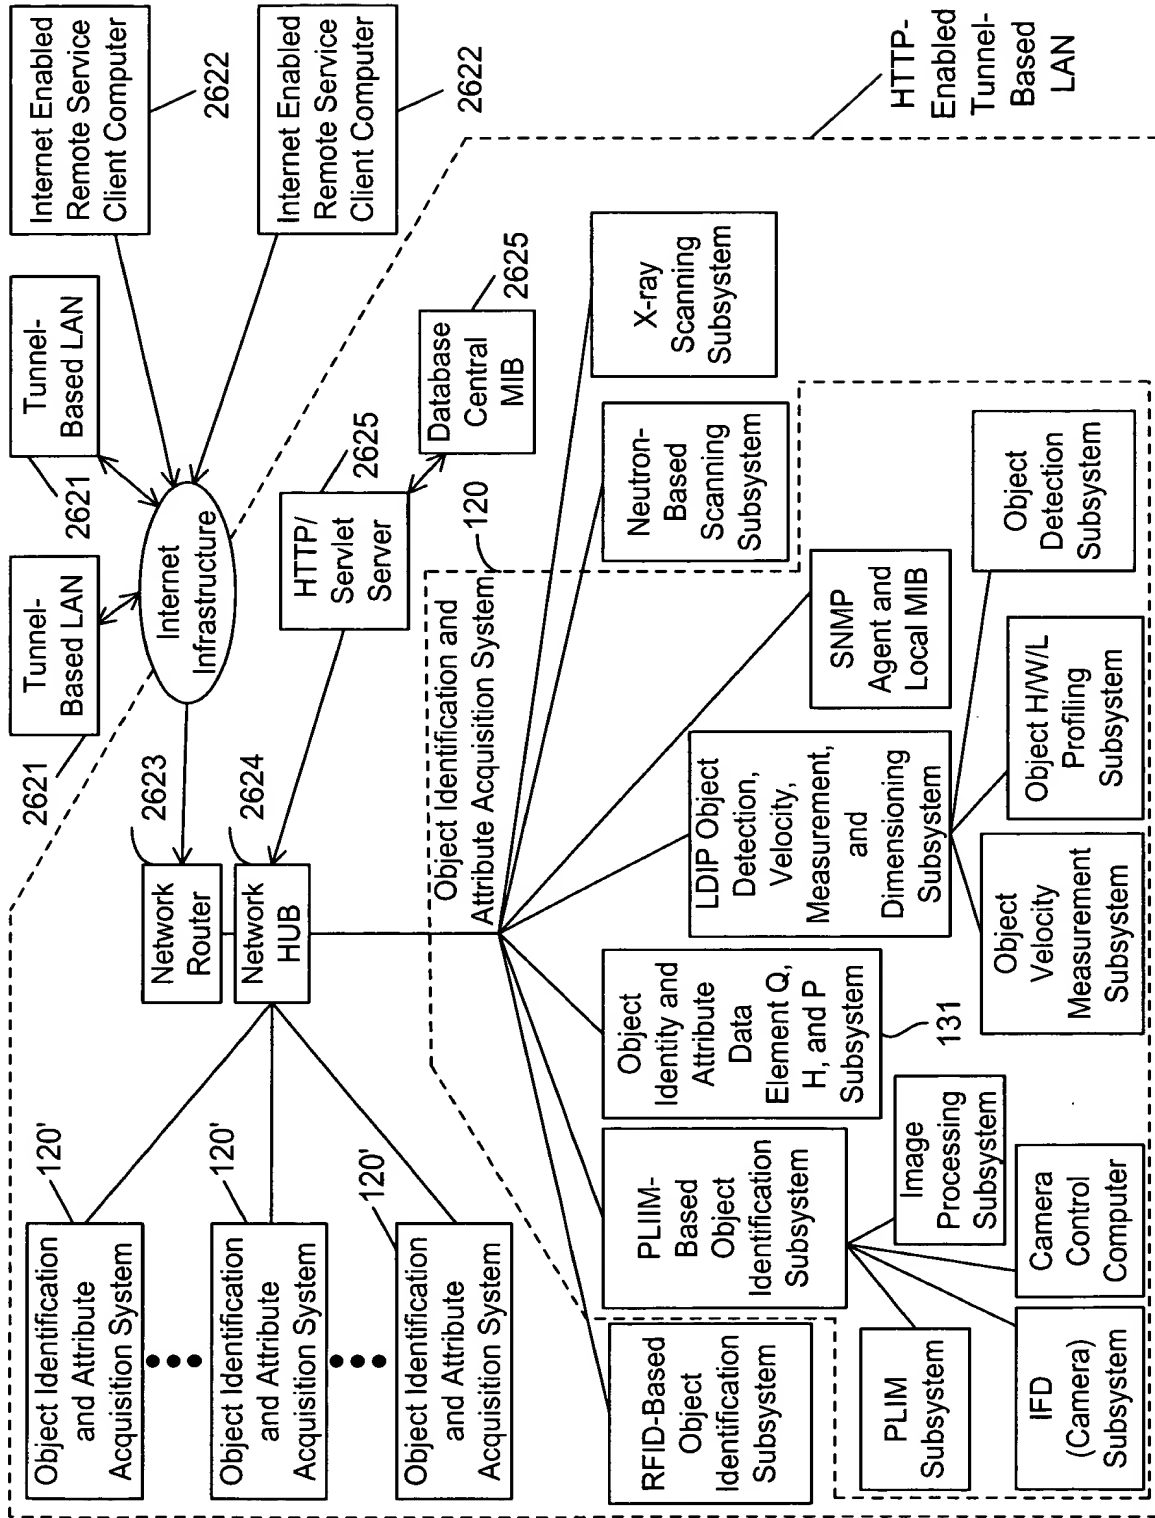 Tunnel-
Based LAN
2621
Tunnel-
Based LAN
2621
Internet Enabled
Remote Service
Client Computer
2622
Internet Enabled
Remote Service
Client Computer
2622
Internet
Infrastructure
HTTP-
Enabled
Tunnel-
Based
LAN
Network
Router
2623
Network
HUB
2624
HTTP/
Servlet
Server
2625
Database
Central
MIB
2625
Object Identification
and Attribute
Acquisition System
120'
Object Identification
and Attribute
Acquisition System
120'
Object Identification
and Attribute
Acquisition System
120'
Object Identification and
Attribute Acquisition System
120
RFID-Based
Object
Identification
Subsystem
PLIIM-
Based
Object
Identification
Subsystem
Object
Identity and
Attribute
Data
Element Q,
H, and P
Subsystem
131
LDIP Object
Detection,
Velocity,
Measurement,
and
Dimensioning
Subsystem
SNMP
Agent and
Local MIB
Neutron-
Based
Scanning
Subsystem
X-ray
Scanning
Subsystem
PLIM
Subsystem
IFD
(Camera)
Subsystem
Camera
Control
Computer
Image
Processing
Subsystem
Object
Velocity
Measurement
Subsystem
Object H/W/L
Profiling
Subsystem
Object
Detection
Subsystem